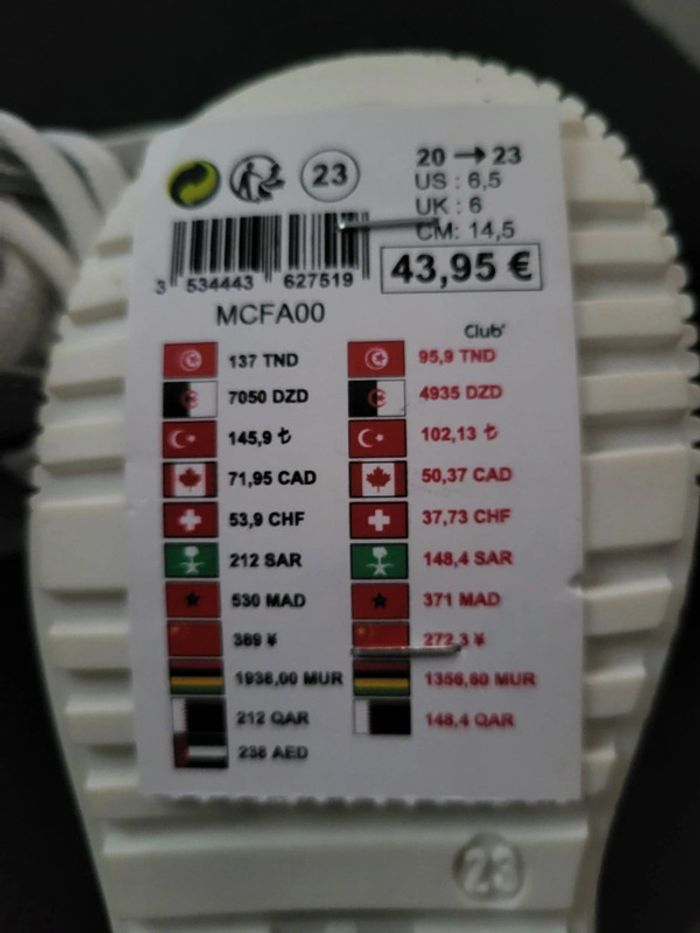 23
20 → 23
US : 6,5
UK : 6
CM: 14,5
43,95 €
3 534443 627519
MCFA00
Club'
137 TND 95,9 TND
7050 DZD 4935 DZD
145,9 ₺ 102,13 ₺
71,95 CAD 50,37 CAD
53,9 CHF 37,73 CHF
212 SAR 148,4 SAR
530 MAD 371 MAD
389 ¥ 272,3 ¥
1938,00 MUR 1356,60 MUR
212 QAR 148,4 QAR
238 AED
23